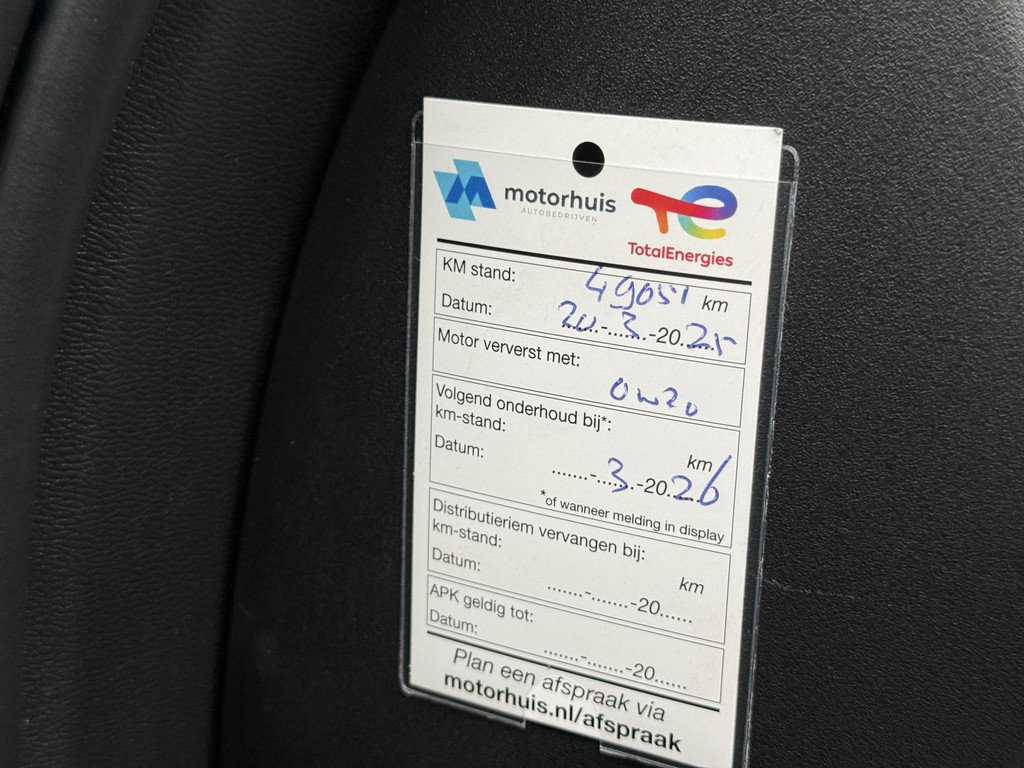 motorhuis
AUTOBEDRIJVEN
TotalEnergies
KM stand: 49051 km
Datum: 20-3-2025
Motor ververst met:
0w20
Volgend onderhoud bij*:
km-stand: km
Datum: .......-3.-20.26
*of wanneer melding in display
Distributieriem vervangen bij:
km-stand: km
Datum: .......-.......-20......
APK geldig tot:
Datum: .......-.......-20......
Plan een afspraak via
motorhuis.nl/afspraak